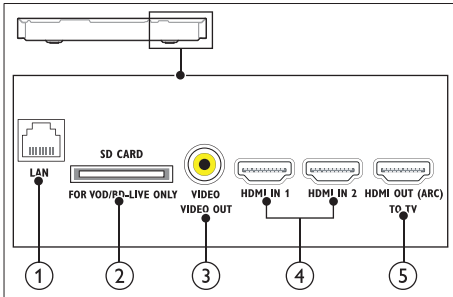 SD CARD
LAN
FOR VOD/BD-LIVE ONLY
VIDEO
HDMI IN 1
HDMI IN 2
HDMI OUT (ARC)
VIDEO OUT
TO TV
1
2
3
4
5